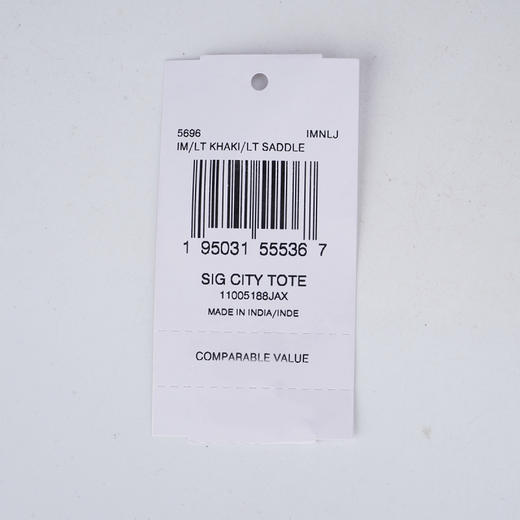 5696 IMNLJ
IM/LT KHAKI/LT SADDLE
1 95031 55536 7
SIG CITY TOTE
11005188JAX
MADE IN INDIA/INDE
COMPARABLE VALUE